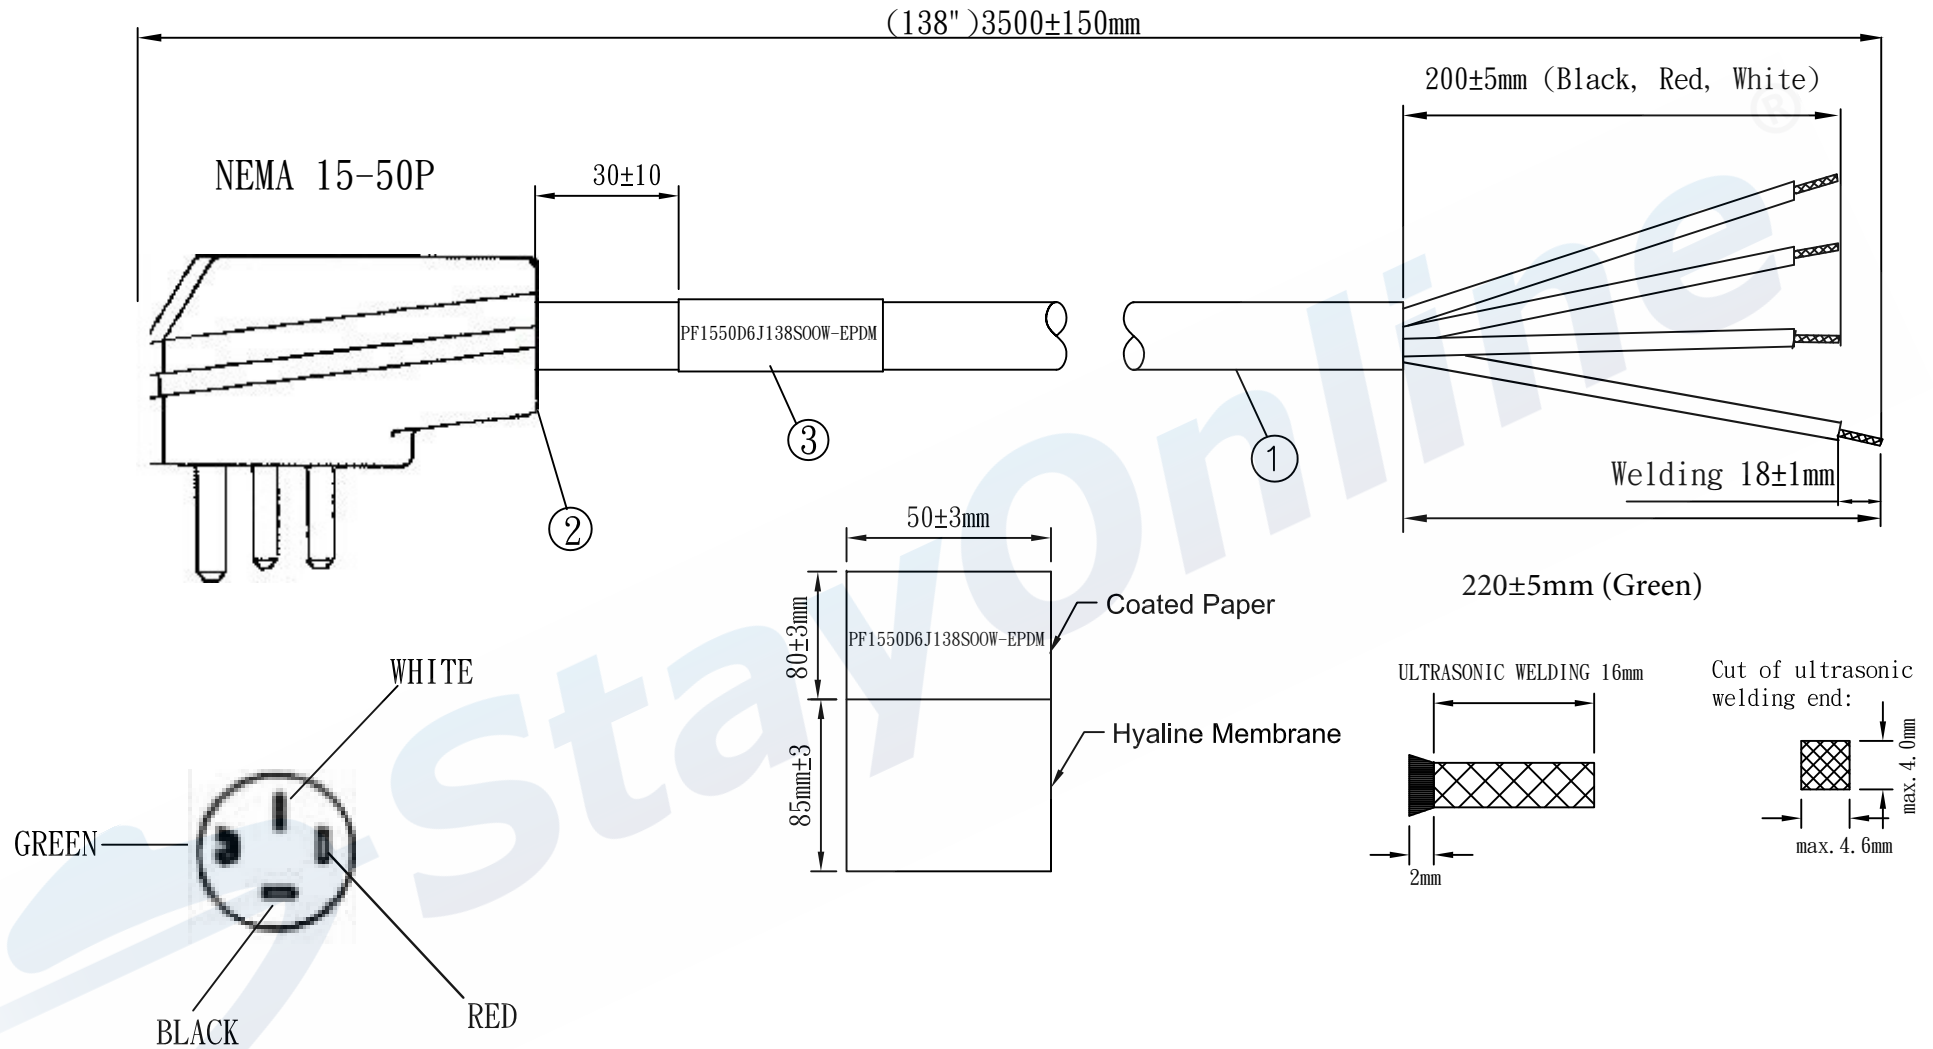 (138")3500±150mm
200±5mm (Black, Red, White)
®
NEMA 15-50P
30±10
PF1550D6J138SOOW-EPDM
3
1
2
Welding 18±1mm
220±5mm (Green)
50±3mm
80±3mm
PF1550D6J138SOOW-EPDM
Coated Paper
85mm±3
Hyaline Membrane
ULTRASONIC WELDING 16mm
2mm
Cut of ultrasonic
welding end:
max.4.0mm
max.4.6mm
WHITE
GREEN
BLACK
RED
StayOnline